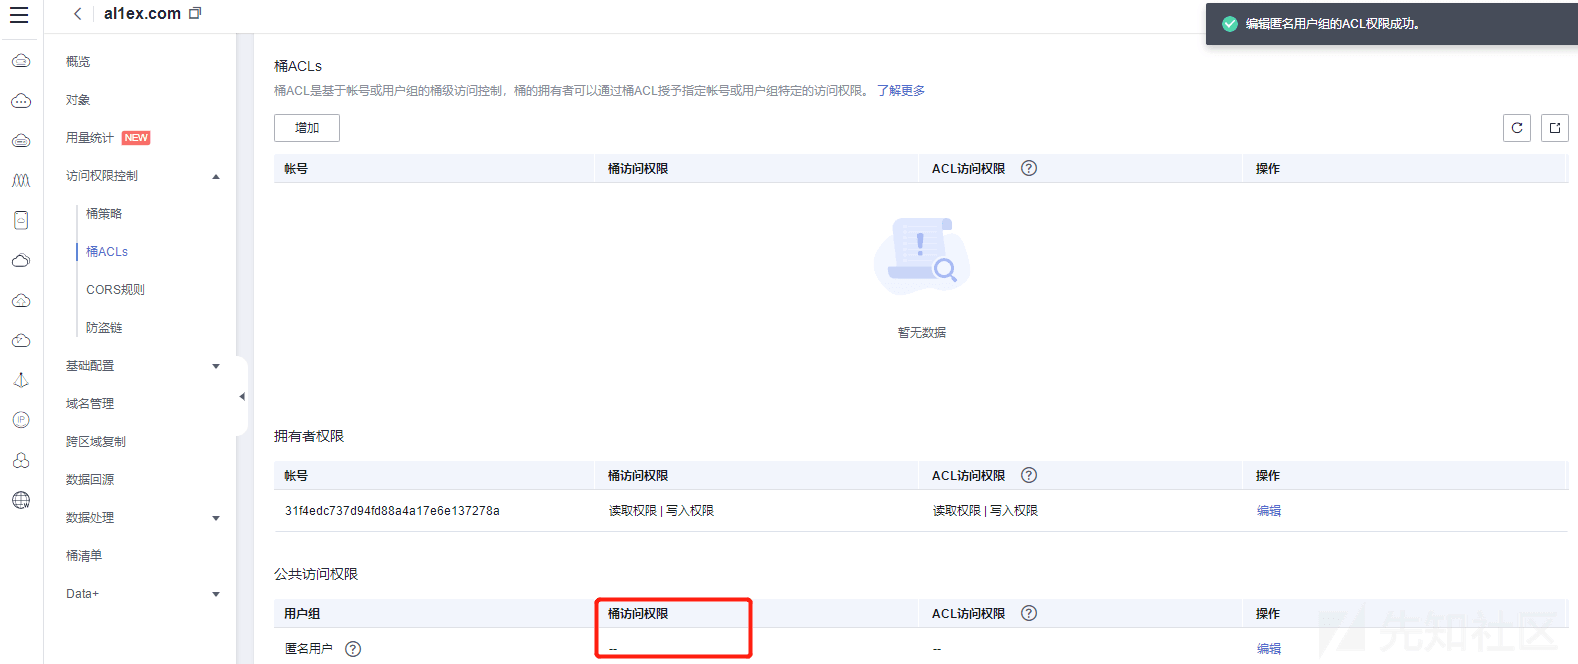 al1ex.com
编辑匿名用户组的ACL权限成功。
概览
对象
用量统计 NEW
访问权限控制
桶策略
桶ACLs
CORS规则
防盗链
基础配置
域名管理
跨区域复制
数据回源
数据处理
桶清单
Data+
桶ACLs
桶ACL是基于帐号或用户组的桶级访问控制，桶的拥有者可以通过桶ACL授予指定帐号或用户组特定的访问权限。 了解更多
增加
帐号 桶访问权限 ACL访问权限 ? 操作
暂无数据
拥有者权限
帐号 桶访问权限 ACL访问权限 ? 操作
31f4edc737d94fd88a4a17e6e137278a 读取权限 | 写入权限 读取权限 | 写入权限 编辑
公共访问权限
用户组 桶访问权限 ACL访问权限 ? 操作
匿名用户 ? -- -- 编辑
先知社区